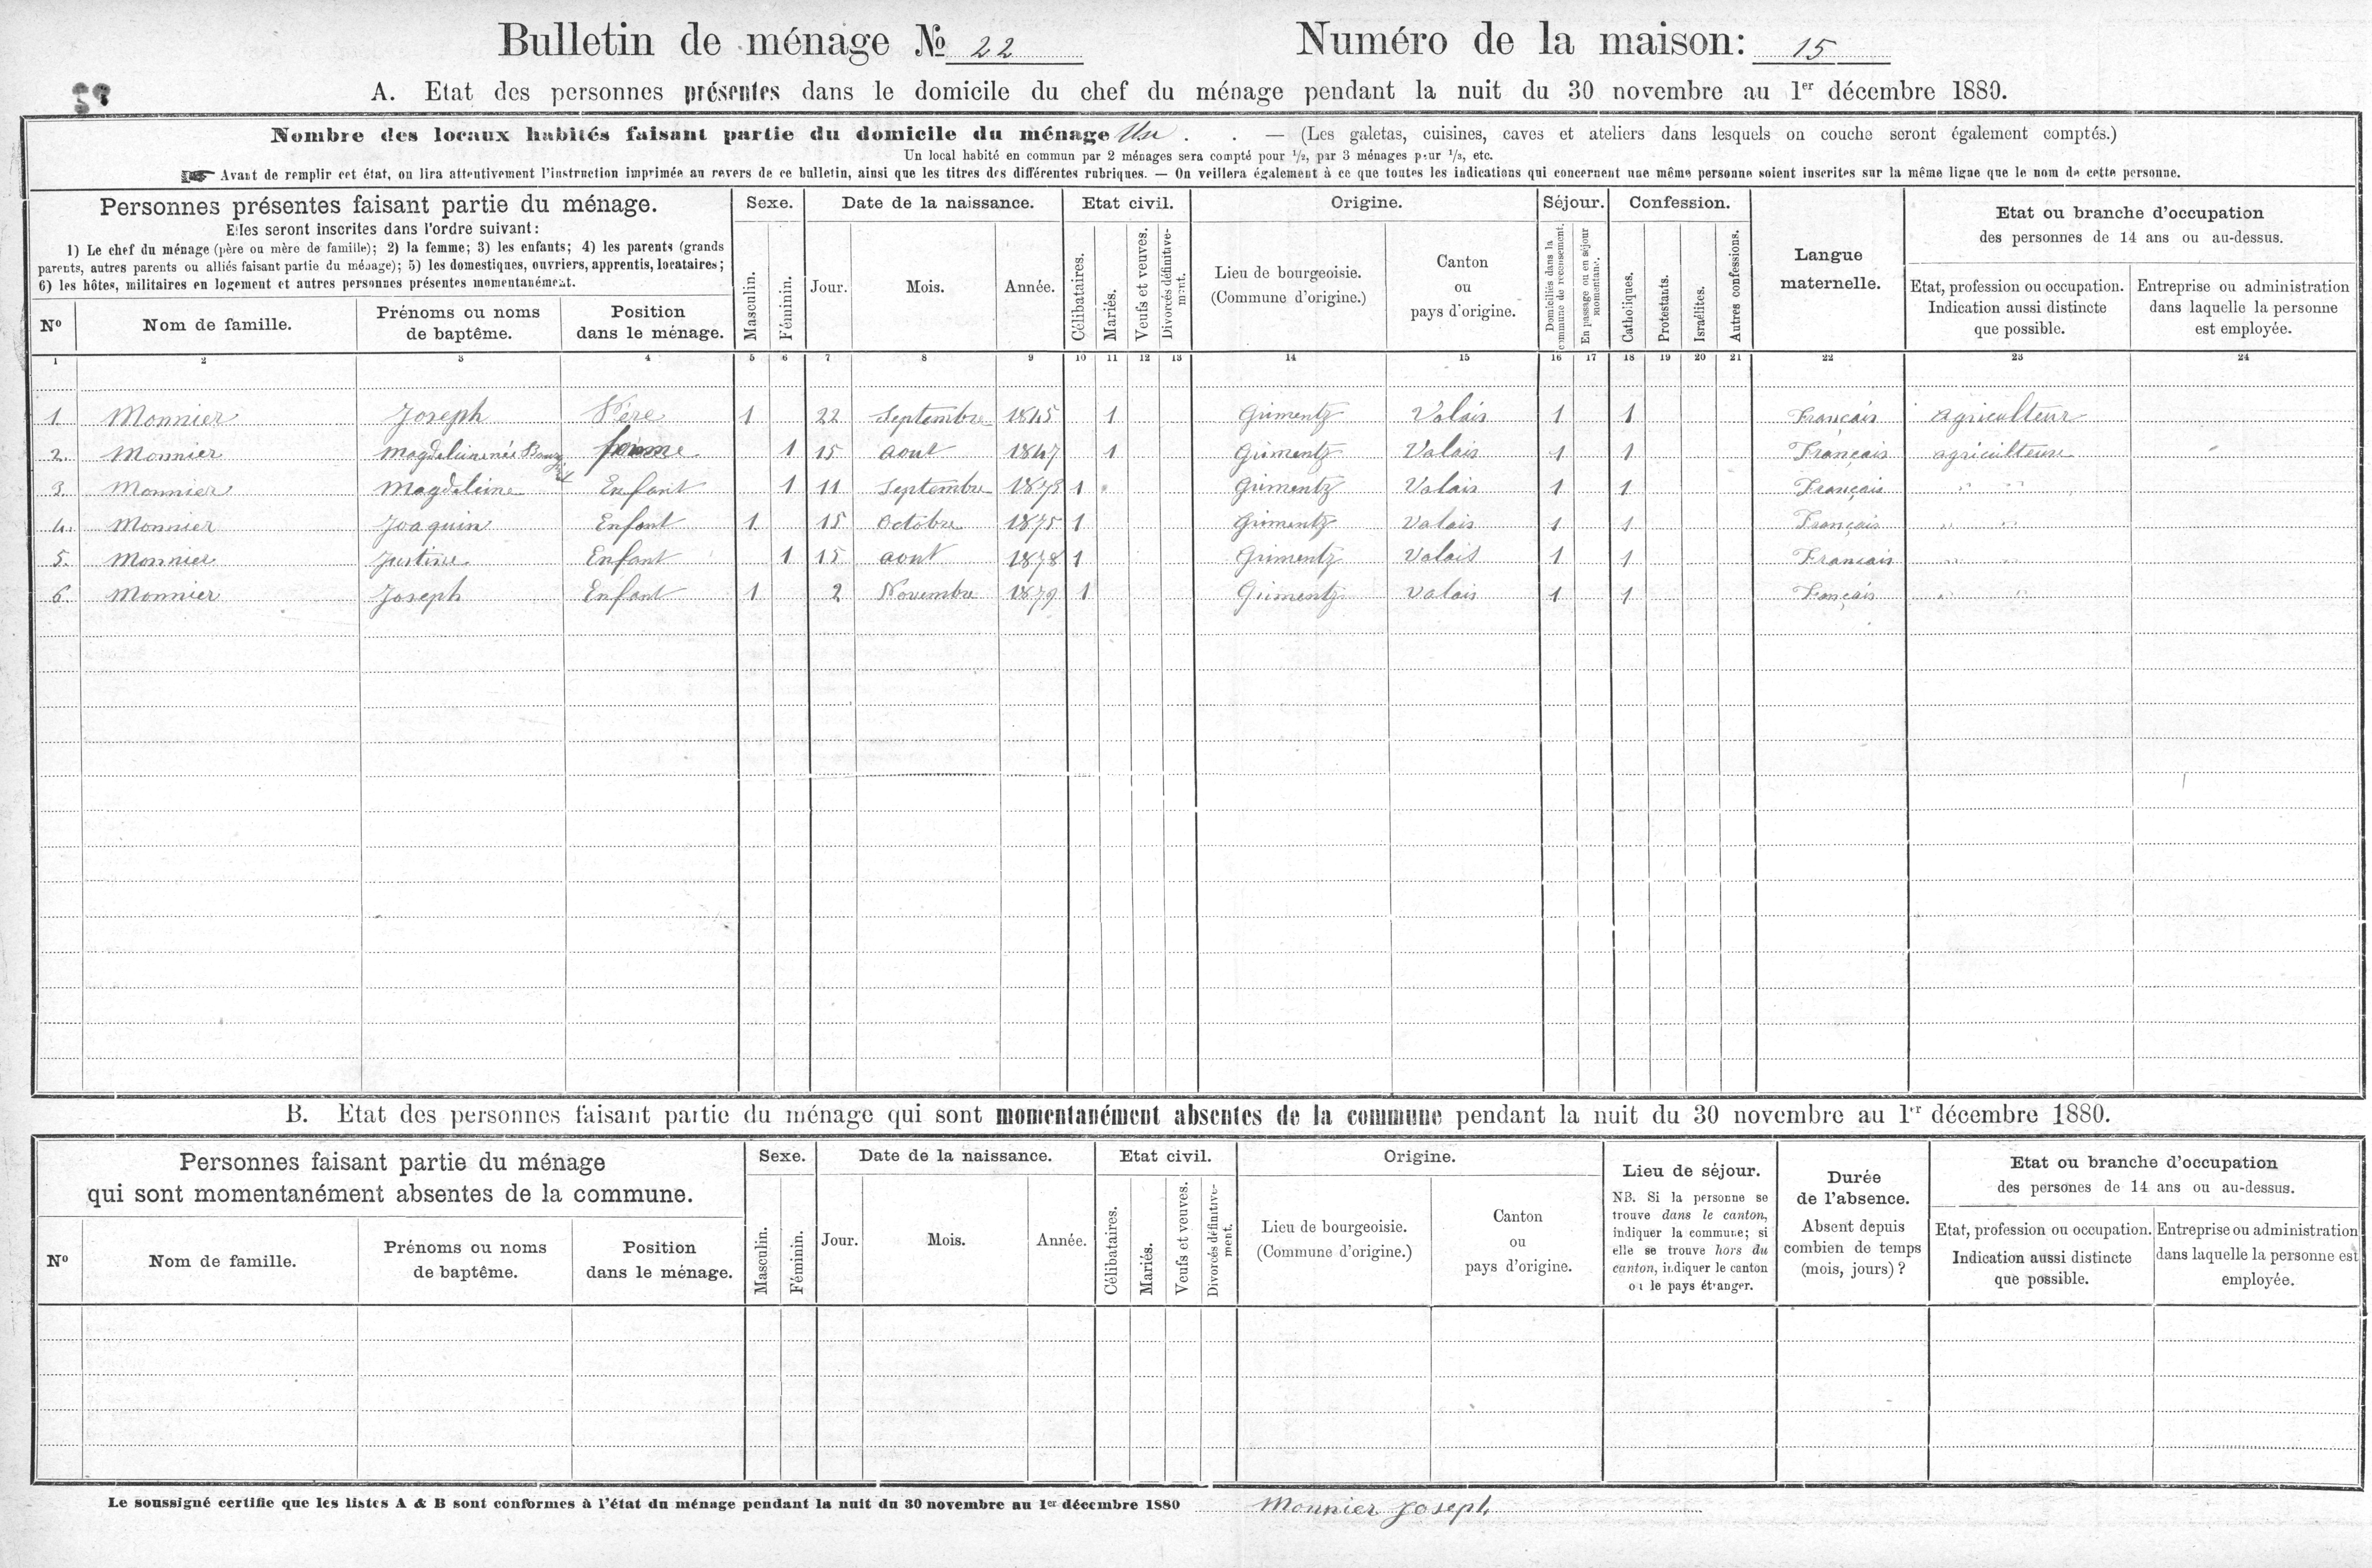 Bulletin de ménage № 22 Numéro de la maison: 15
59
A. Etat des personnes présentes dans le domicile du chef du ménage pendant la nuit du 30 novembre au 1er décembre 1880.
Nombre des locaux habités faisant partie du domicile du ménage Un . . — (Les galetas, cuisines, caves et ateliers dans lesquels on couche seront également comptés.)
Un local habité en commun par 2 ménages sera compté pour 1/2, par 3 ménages pour 1/3, etc.
Avant de remplir cet état, on lira attentivement l'instruction imprimée au revers de ce bulletin, ainsi que les titres des différentes rubriques. — On veillera également à ce que toutes les indications qui concernent une même personne soient inscrites sur la même ligne que le nom de cette personne.
Personnes présentes faisant partie du ménage.
Elles seront inscrites dans l'ordre suivant:
1) Le chef du ménage (père ou mère de famille); 2) la femme; 3) les enfants; 4) les parents (grands
parents, autres parents ou alliés faisant partie du ménage); 5) les domestiques, ouvriers, apprentis, locataires;
6) les hôtes, militaires en logement et autres personnes présentes momentanément.
No
Nom de famille.
Prénoms ou noms
de baptême.
Position
dans le ménage.
Sexe.
Masculin.
Féminin.
Date de la naissance.
Jour.
Mois.
Année.
Etat civil.
Célibataires.
Mariés.
Veufs et veuves.
Divorcés définitive-
ment.
Origine.
Lieu de bourgeoisie.
(Commune d'origine.)
Canton
ou
pays d'origine.
Séjour.
Domiciliés dans la
commune de recensement.
En passage ou en séjour
momentané.
Confession.
Catholiques.
Protestants.
Israélites.
Autres confessions.
Langue
maternelle.
Etat ou branche d'occupation
des personnes de 14 ans ou au-dessus.
Etat, profession ou occupation.
Indication aussi distincte
que possible.
Entreprise ou administration
dans laquelle la personne
est employée.
1 2 3 4 5 6 7 8 9 10 11 12 13 14 15 16 17 18 19 20 21 22 23 24
1. Monnier Joseph Père 1 22 Septembre 1845 1 Grimentz Valais 1 1 Français agriculteur
2. Monnier Magdeleine née femme 1 15 aout 1847 1 Grimentz Valais 1 1 Français agriculteur
3. Monnier Magdeleine Enfant 1 11 Septembre 1873 1 Grimentz Valais 1 1 Français " "
4. Monnier Joaquin Enfant 1 15 Octobre 1875 1 Grimentz Valais 1 1 Français " "
5. Monnier Justine Enfant 1 15 aout 1878 1 Grimentz Valais 1 1 Francais " "
6. Monnier Joseph Enfant 1 2 Novembre 1879 1 Grimentz Valais 1 1 Français " "
B. Etat des personnes faisant partie du ménage qui sont momentanément absentes de la commune pendant la nuit du 30 novembre au 1er décembre 1880.
Personnes faisant partie du ménage
qui sont momentanément absentes de la commune.
No
Nom de famille.
Prénoms ou noms
de baptême.
Position
dans le ménage.
Sexe.
Masculin.
Féminin.
Date de la naissance.
Jour.
Mois.
Année.
Etat civil.
Célibataires.
Mariés.
Veufs et veuves.
Divorcés définitive-
ment.
Origine.
Lieu de bourgeoisie.
(Commune d'origine.)
Canton
ou
pays d'origine.
Lieu de séjour.
NB. Si la personne se
trouve dans le canton,
indiquer la commune; si
elle se trouve hors du
canton, indiquer le canton
ou le pays étranger.
Durée
de l'absence.
Absent depuis
combien de temps
(mois, jours)?
Etat ou branche d'occupation
des persones de 14 ans ou au-dessus.
Etat, profession ou occupation.
Indication aussi distincte
que possible.
Entreprise ou administration
dans laquelle la personne est
employée.
Le soussigné certifie que les listes A & B sont conformes à l'état du ménage pendant la nuit du 30 novembre au 1er décembre 1880 Monnier Joseph